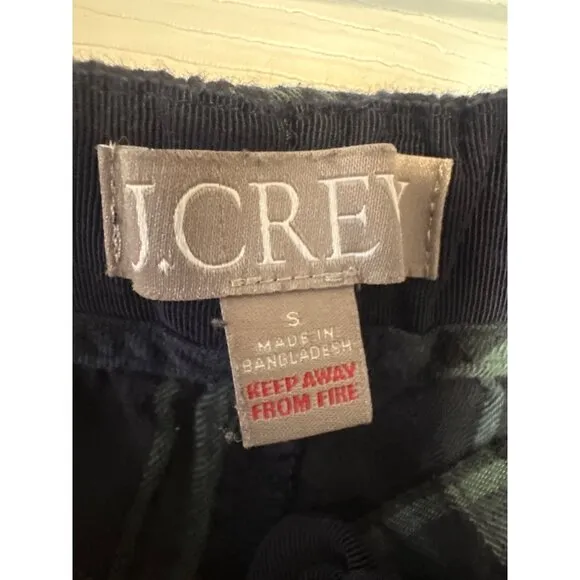 J.CREW
S
MADE IN
BANGLADESH
KEEP AWAY
FROM FIRE